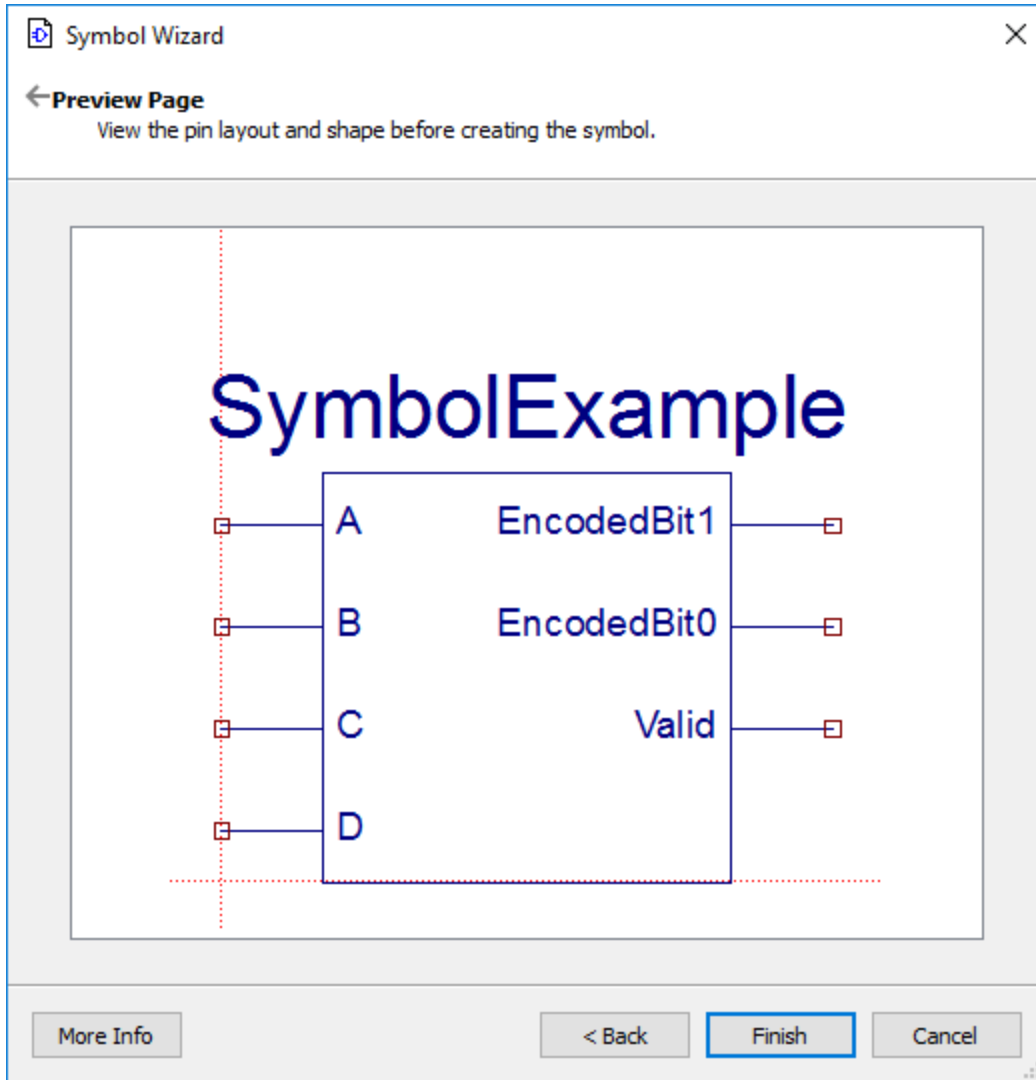 Symbol Wizard
Preview Page
View the pin layout and shape before creating the symbol.
SymbolExample
A EncodedBit1
B EncodedBit0
C Valid
D
More Info < Back Finish Cancel